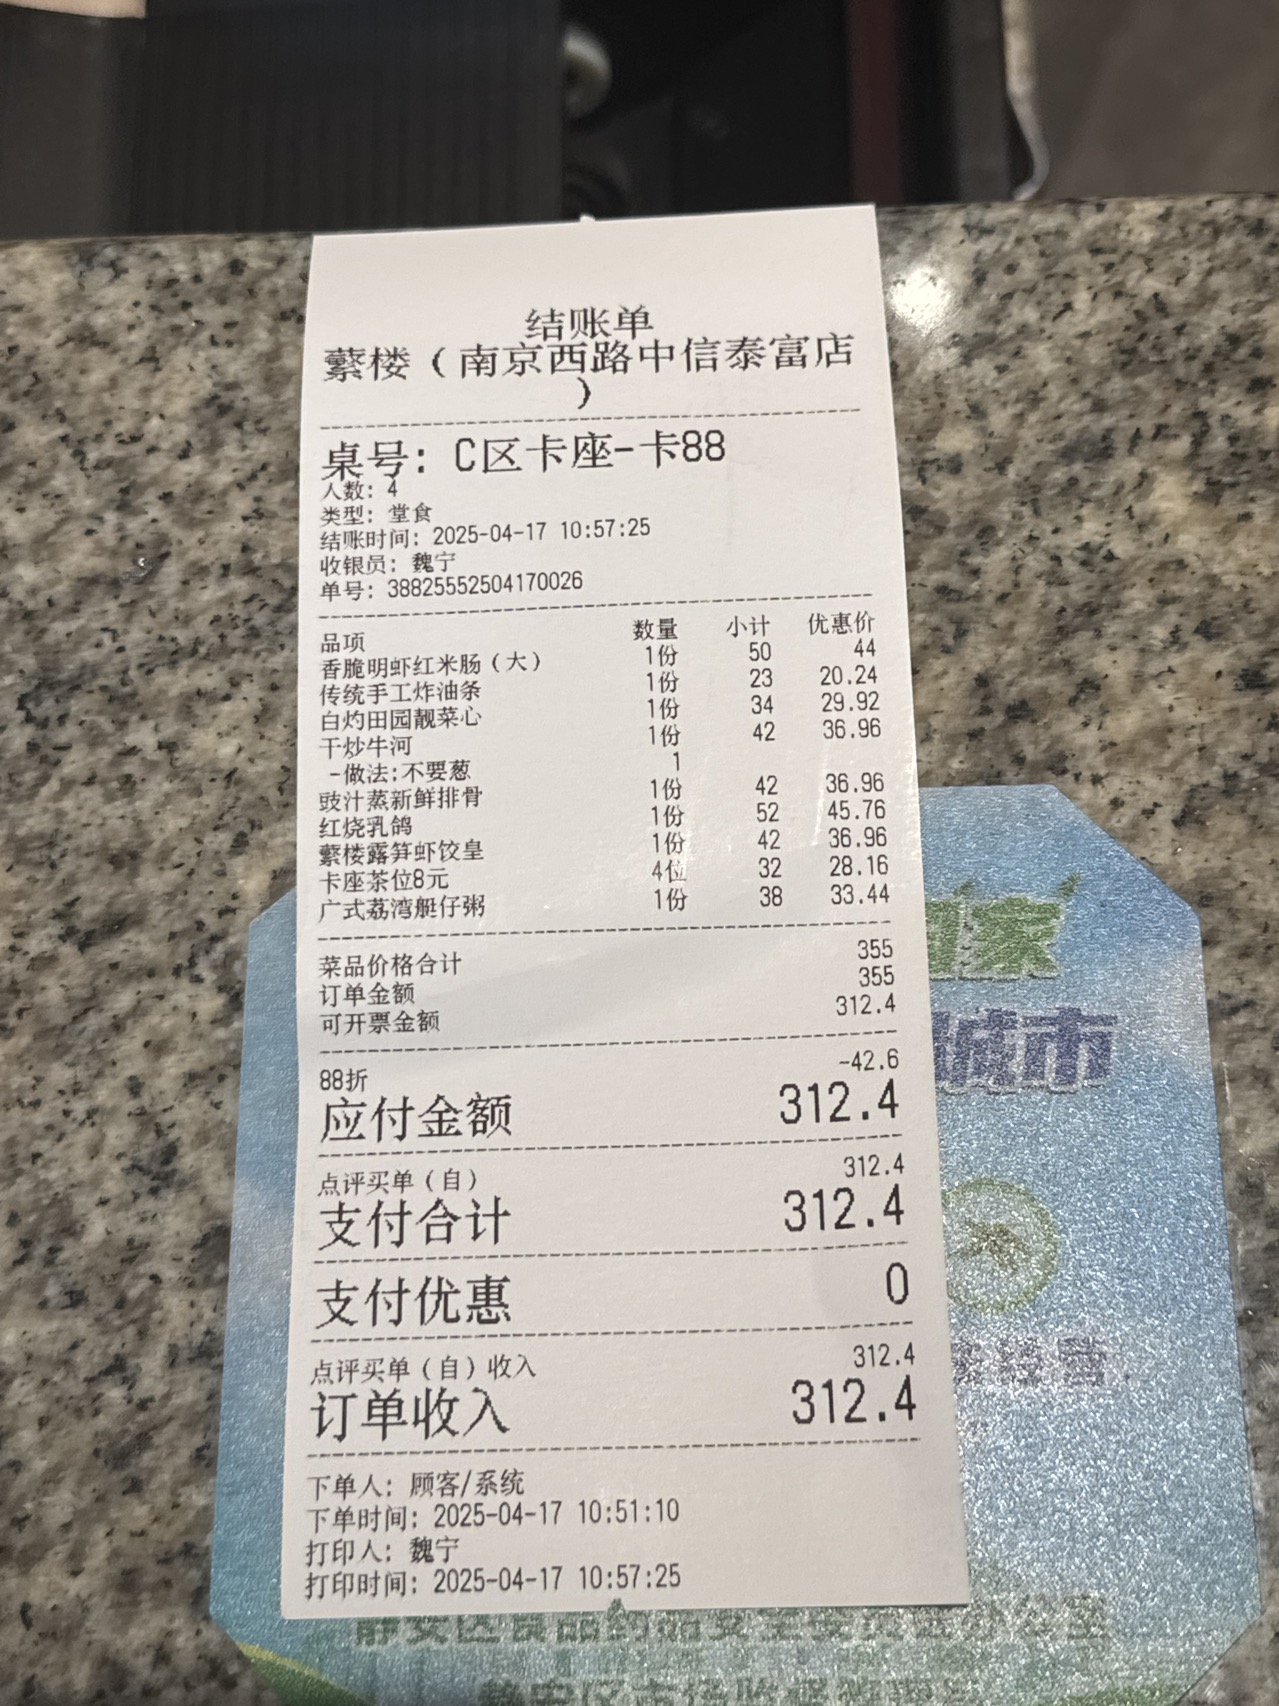 结账单
蘩楼（南京西路中信泰富店
）
桌号：C区卡座-卡88
人数：4
类型：堂食
结账时间：2025-04-17 10:57:25
收银员：魏宁
单号：38825552504170026
品项 数量 小计 优惠价
香脆明虾红米肠（大） 1份 50 44
传统手工炸油条 1份 23 20.24
白灼田园靓菜心 1份 34 29.92
干炒牛河 1份 42 36.96
-做法:不要葱 1
豉汁蒸新鲜排骨 1份 42 36.96
红烧乳鸽 1份 52 45.76
蘩楼露笋虾饺皇 1份 42 36.96
卡座茶位8元 4位 32 28.16
广式荔湾艇仔粥 1份 38 33.44
菜品价格合计 355
订单金额 355
可开票金额 312.4
88折 -42.6
应付金额 312.4
点评买单（自） 312.4
支付合计 312.4
支付优惠 0
点评买单（自）收入 312.4
订单收入 312.4
下单人：顾客/系统
下单时间：2025-04-17 10:51:10
打印人：魏宁
打印时间：2025-04-17 10:57:25
城市